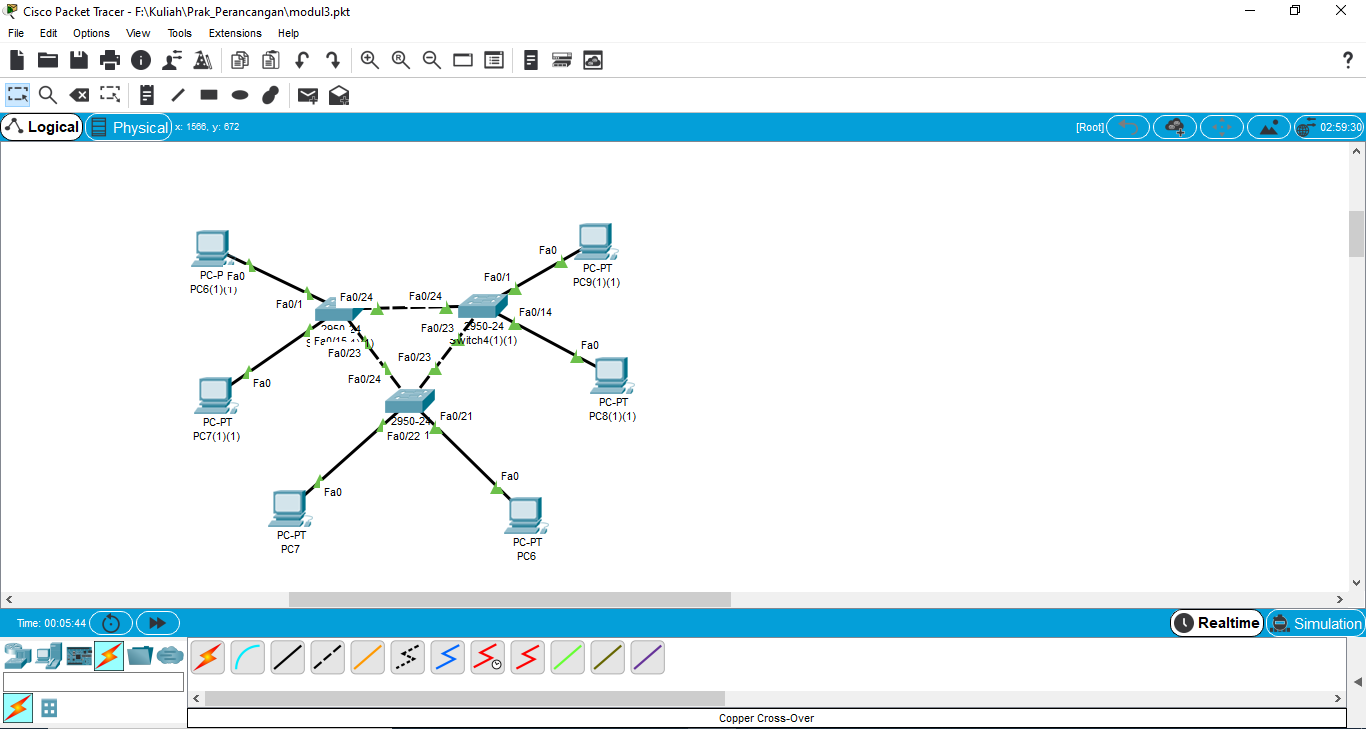 Cisco Packet Tracer - F:\Kuliah\Prak_Perancangan\modul3.pkt
File Edit Options View Tools Extensions Help
Logical Physical x: 1566, y: 672 [Root] 02:59:30
Fa0
PC-PT
PC9(1)(1)
PC-P Fa0
PC6(1)(1)
Fa0/1
Fa0/1
Fa0/24
Fa0/24
Fa0/14
2950-24
Fa0/23
2950-24
Switch4(1)(1)
Fa0/15
Fa0/23
Fa0/23
Fa0
Fa0/24
Fa0
PC-PT
PC7(1)(1)
PC-PT
PC8(1)(1)
Fa0/21
2950-24
Fa0/22 1
Fa0
Fa0
PC-PT
PC7
PC-PT
PC6
Time: 00:05:44 Realtime Simulation
Copper Cross-Over